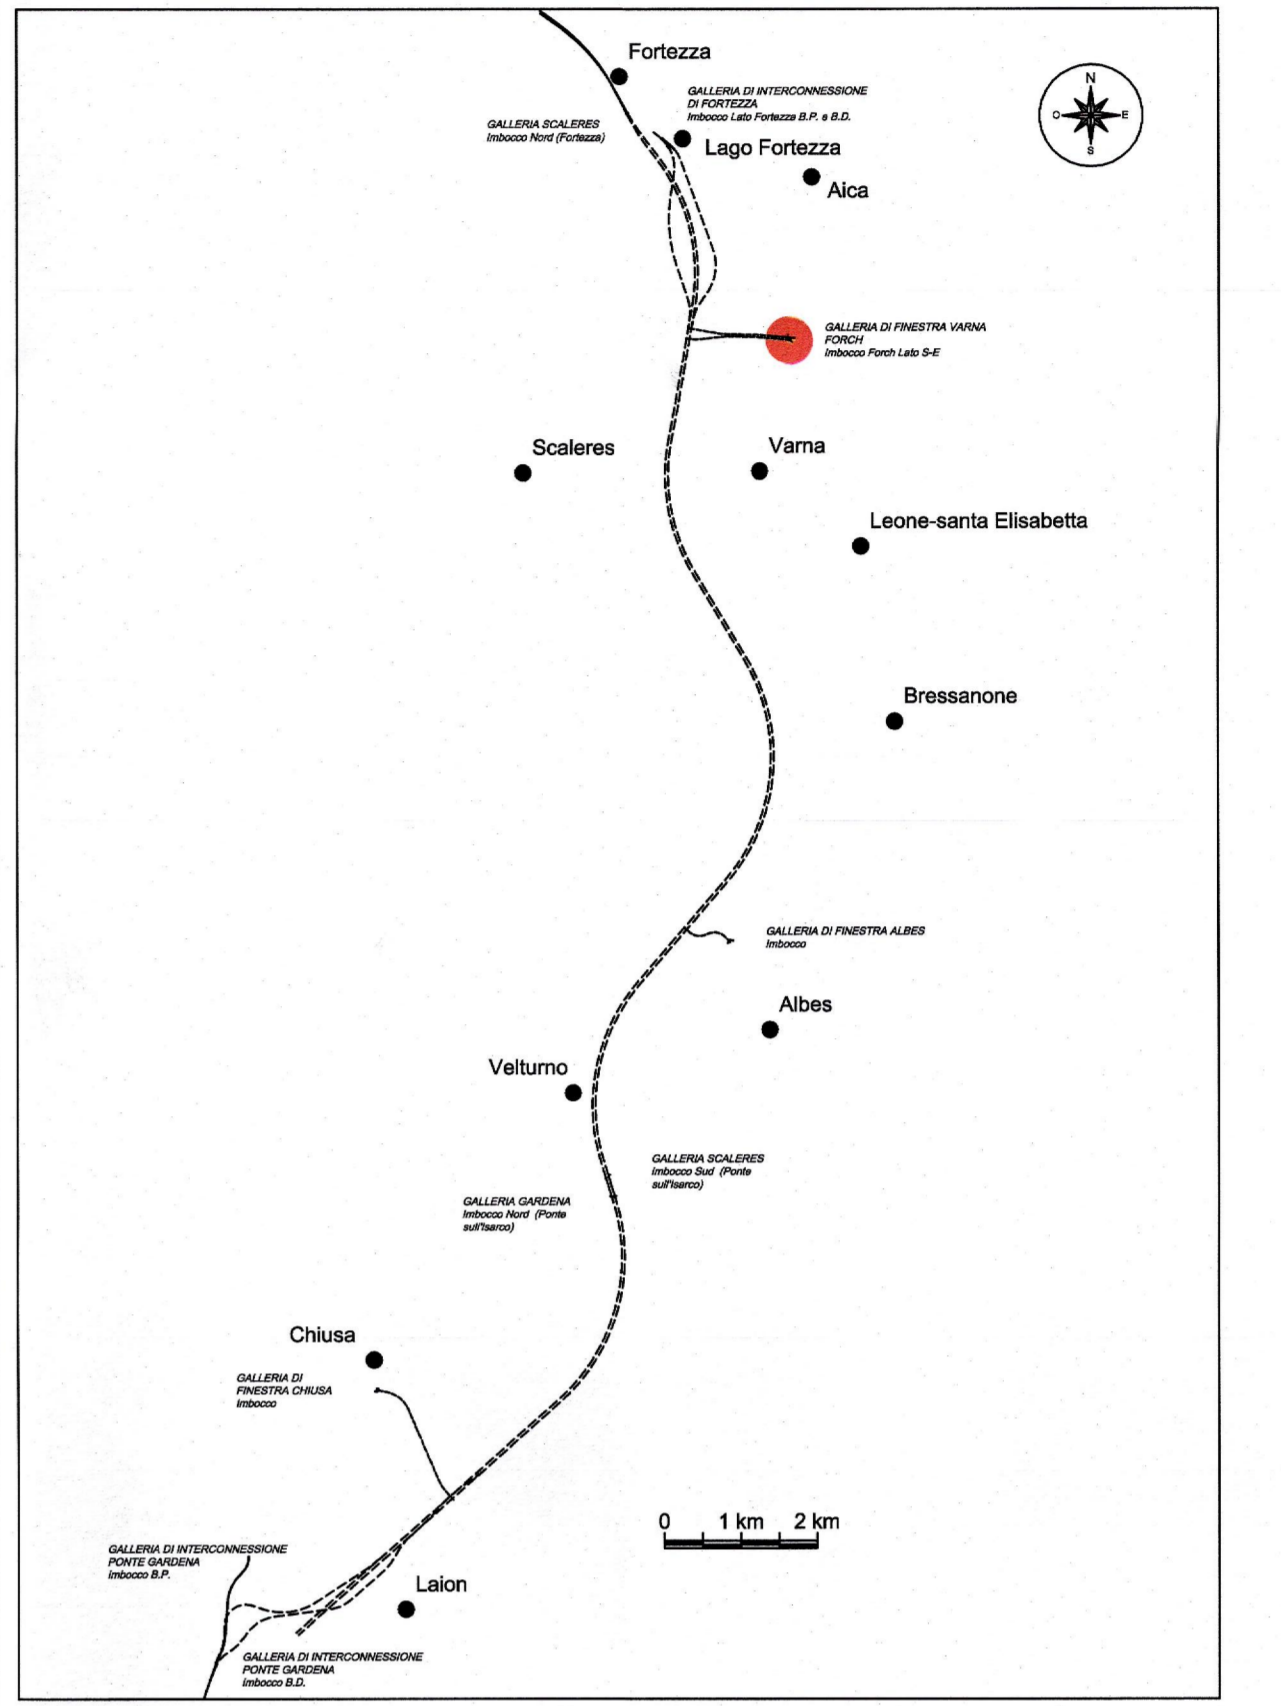 Fortezza
GALLERIA DI INTERCONNESSIONE
DI FORTEZZA
Imbocco Lato Fortezza B.P. e B.D.
GALLERIA SCALERES
Imbocco Nord (Fortezza)
N
O
E
S
Lago Fortezza
Aica
GALLERIA DI FINESTRA VARNA
FORCH
Imbocco Forch Lato S-E
Scaleres
Varna
Leone-santa Elisabetta
Bressanone
GALLERIA DI FINESTRA ALBES
Imbocco
Albes
Velturno
GALLERIA SCALERES
imbocco Sud (Ponte
sull'Isarco)
GALLERIA GARDENA
Imbocco Nord (Ponte
sull'Isarco)
Chiusa
GALLERIA DI
FINESTRA CHIUSA
Imbocco
0 1 km 2 km
GALLERIA DI INTERCONNESSIONE
PONTE GARDENA
imbocco B.P.
Laion
GALLERIA DI INTERCONNESSIONE
PONTE GARDENA
imbocco B.D.